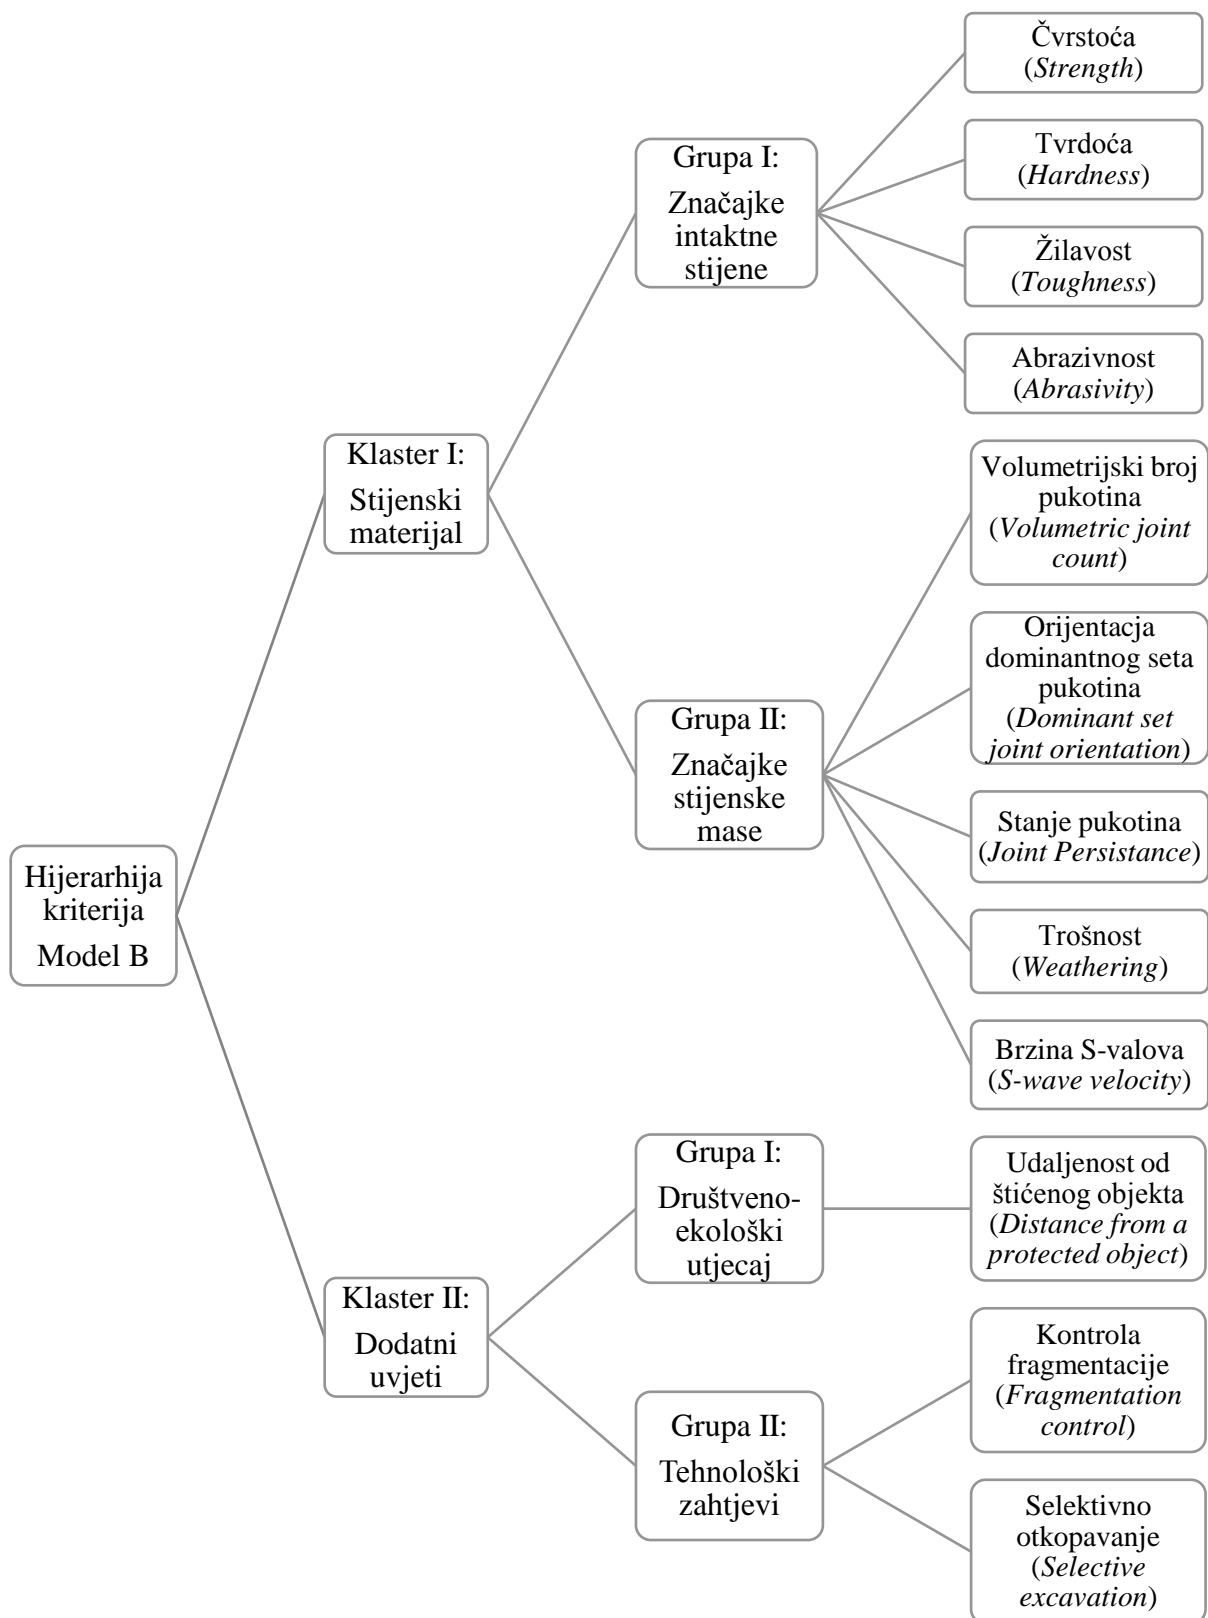 Hijerarhija
kriterija
Model B
Klaster I:
Stijenski
materijal
Grupa I:
Značajke
intaktne
stijene
Čvrstoća
(Strength)
Tvrdoća
(Hardness)
Žilavost
(Toughness)
Abrazivnost
(Abrasivity)
Grupa II:
Značajke
stijenske
mase
Volumetrijski broj
pukotina
(Volumetric joint
count)
Orijentacja
dominantnog seta
pukotina
(Dominant set
joint orientation)
Stanje pukotina
(Joint Persistance)
Trošnost
(Weathering)
Brzina S-valova
(S-wave velocity)
Klaster II:
Dodatni
uvjeti
Grupa I:
Društveno-
ekološki
utjecaj
Udaljenost od
štićenog objekta
(Distance from a
protected object)
Grupa II:
Tehnološki
zahtjevi
Kontrola
fragmentacije
(Fragmentation
control)
Selektivno
otkopavanje
(Selective
excavation)